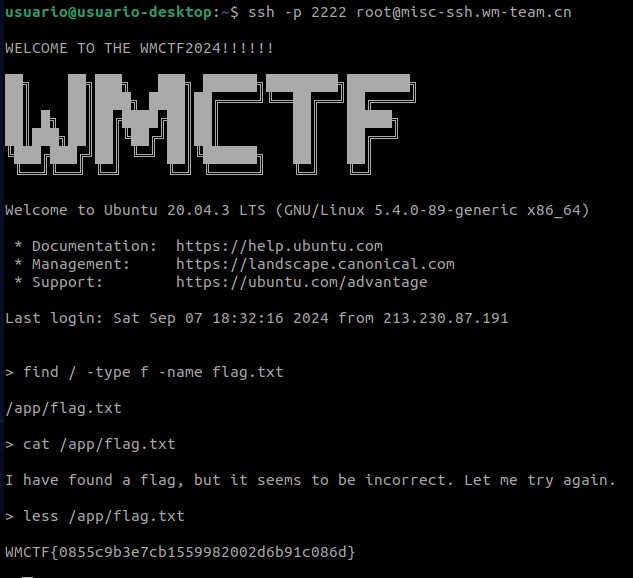 usuario@usuario-desktop:~$ ssh -p 2222 root@misc-ssh.wm-team.cn
WELCOME TO THE WMCTF2024!!!!!!
WMCTF
Welcome to Ubuntu 20.04.3 LTS (GNU/Linux 5.4.0-89-generic x86_64)
* Documentation: https://help.ubuntu.com
* Management: https://landscape.canonical.com
* Support: https://ubuntu.com/advantage
Last login: Sat Sep 07 18:32:16 2024 from 213.230.87.191
> find / -type f -name flag.txt
/app/flag.txt
> cat /app/flag.txt
I have found a flag, but it seems to be incorrect. Let me try again.
> less /app/flag.txt
WMCTF{0855c9b3e7cb1559982002d6b91c086d}